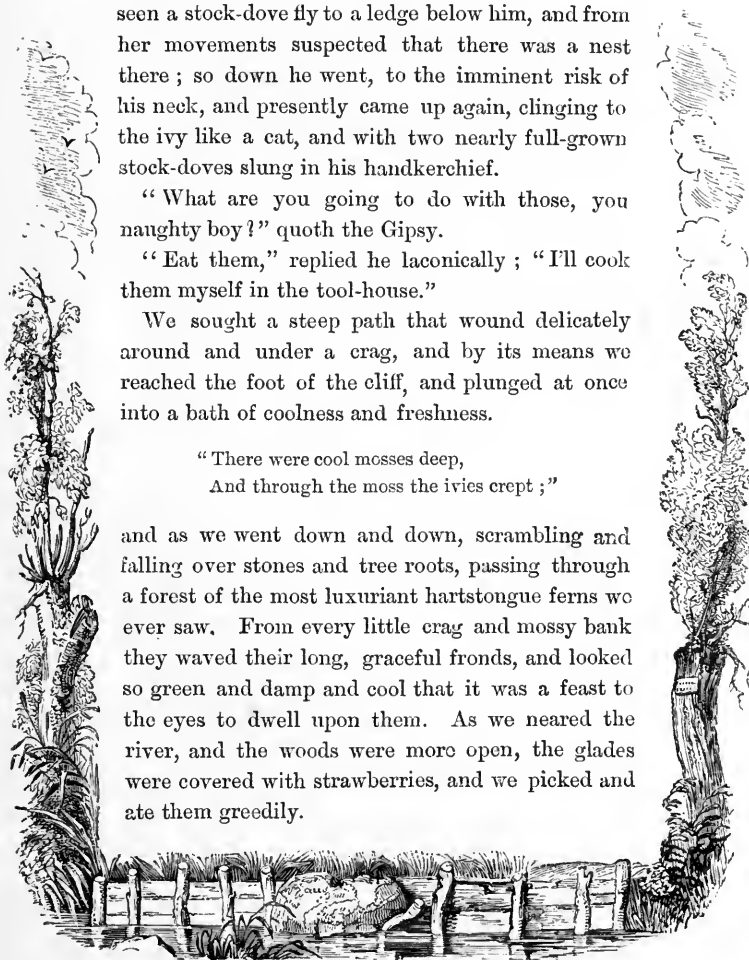 seen a stock-dove fly to a ledge below him, and from
her movements suspected that there was a nest
there ; so down he went, to the imminent risk of
his neck, and presently came up again, clinging to
the ivy like a cat, and with two nearly full-grown
stock-doves slung in his handkerchief.
“ What are you going to do with those, you
naughty boy ? ” quoth the Gipsy.
“ Eat them,” replied he laconically ; “ I’ll cook
them myself in the tool-house.”
We sought a steep path that wound delicately
around and under a crag, and by its means we
reached the foot of the cliff, and plunged at once
into a bath of coolness and freshness.
“ There were cool mosses deep,
And through the moss the ivies crept ; ”
and as we went down and down, scrambling and
falling over stones and tree roots, passing through
a forest of the most luxuriant hartstongue ferns we
ever saw. From every little crag and mossy bank
they waved their long, graceful fronds, and looked
so green and damp and cool that it was a feast to
the eyes to dwell upon them. As we neared the
river, and the woods were more open, the glades
were covered with strawberries, and we picked and
ate them greedily.